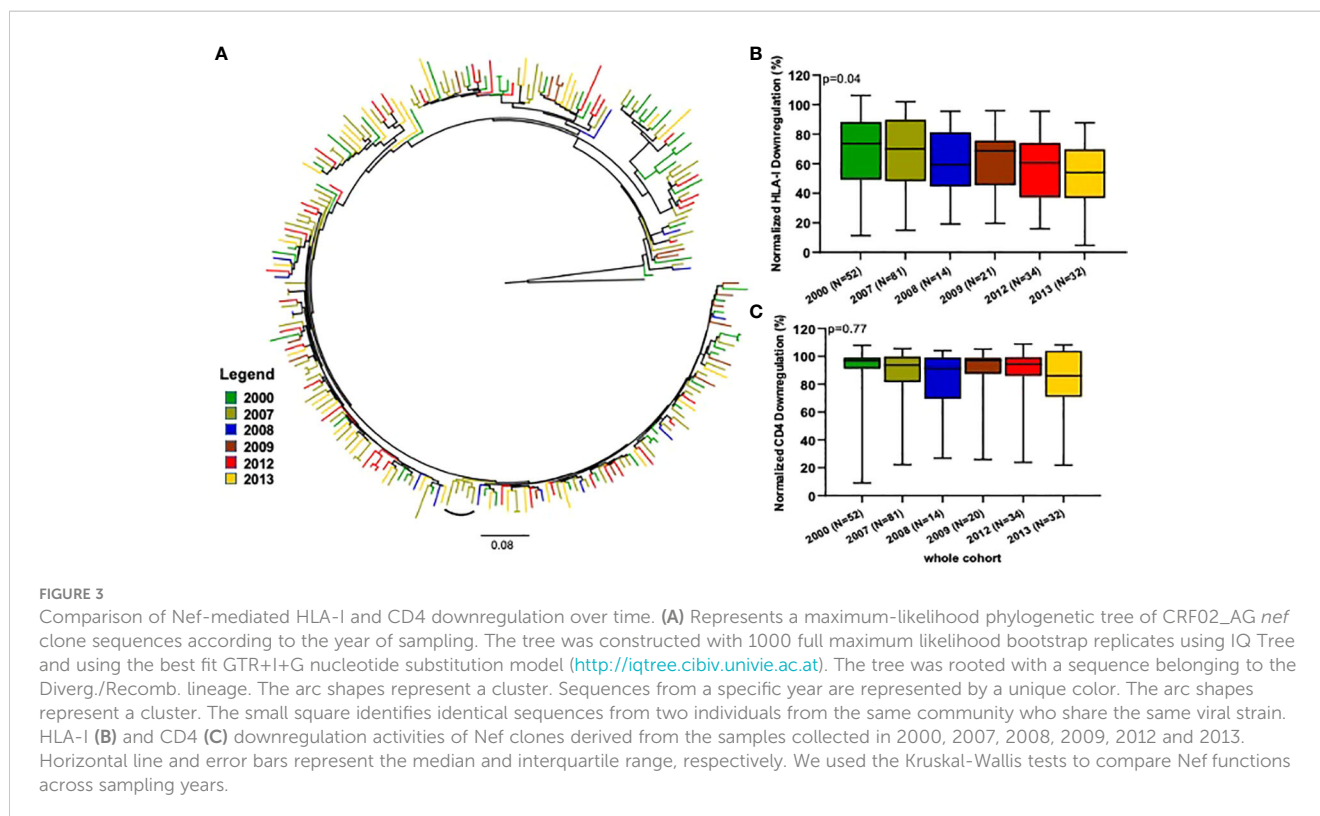 A
Legend
2000
2007
2008
2009
2012
2013
0.08
B
Normalized HLA-I Downregulation (%)
120
100
80
60
40
20
0
p=0.04
2000 (N=52)
2007 (N=81)
2008 (N=14)
2009 (N=21)
2012 (N=34)
2013 (N=32)
C
Normalized CD4 Downregulation (%)
120
100
80
60
40
20
0
p=0.77
2000 (N=52)
2007 (N=81)
2008 (N=14)
2009 (N=20)
2012 (N=34)
2013 (N=32)
whole cohort
FIGURE 3
Comparison of Nef-mediated HLA-I and CD4 downregulation over time. (A) Represents a maximum-likelihood phylogenetic tree of CRF02_AG nef
clone sequences according to the year of sampling. The tree was constructed with 1000 full maximum likelihood bootstrap replicates using IQ Tree
and using the best fit GTR+I+G nucleotide substitution model (http://iqtree.cibiv.univie.ac.at). The tree was rooted with a sequence belonging to the
Diverg./Recomb. lineage. The arc shapes represent a cluster. Sequences from a specific year are represented by a unique color. The arc shapes
represent a cluster. The small square identifies identical sequences from two individuals from the same community who share the same viral strain.
HLA-I (B) and CD4 (C) downregulation activities of Nef clones derived from the samples collected in 2000, 2007, 2008, 2009, 2012 and 2013.
Horizontal line and error bars represent the median and interquartile range, respectively. We used the Kruskal-Wallis tests to compare Nef functions
across sampling years.